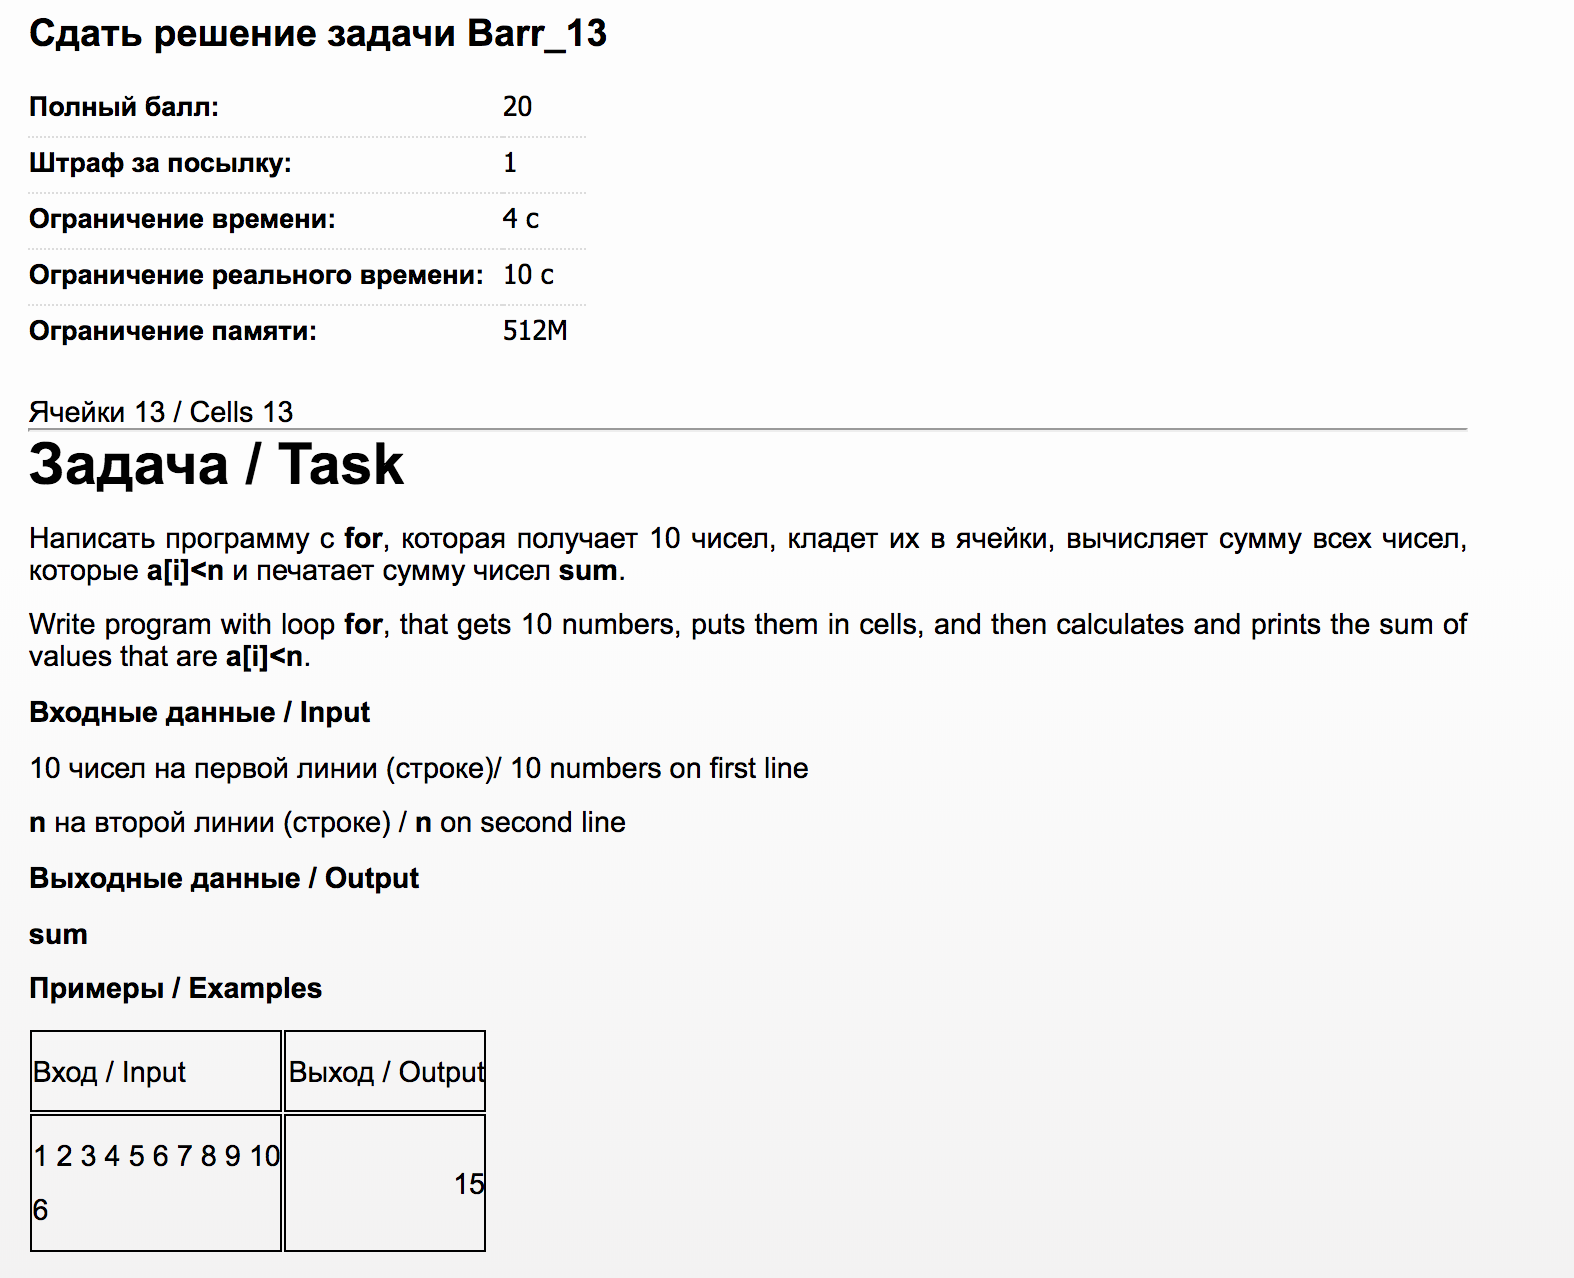 Сдать решение задачи Barr_13
Полный балл: 20
Штраф за посылку: 1
Ограничение времени: 4 с
Ограничение реального времени: 10 с
Ограничение памяти: 512M
Ячейки 13 / Cells 13
Задача / Task
Написать программу с for, которая получает 10 чисел, кладет их в ячейки, вычисляет сумму всех чисел,
которые a[i]<n и печатает сумму чисел sum.
Write program with loop for, that gets 10 numbers, puts them in cells, and then calculates and prints the sum of
values that are a[i]<n.
Входные данные / Input
10 чисел на первой линии (строке)/ 10 numbers on first line
n на второй линии (строке) / n on second line
Выходные данные / Output
sum
Примеры / Examples
Вход / Input Выход / Output
1 2 3 4 5 6 7 8 9 10
15
6